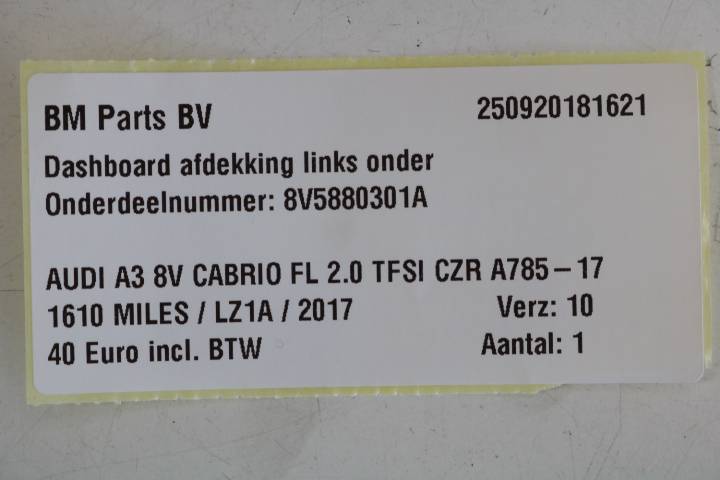 BM Parts BV 250920181621
Dashboard afdekking links onder
Onderdeelnummer: 8V5880301A
AUDI A3 8V CABRIO FL 2.0 TFSI CZR A785-17
1610 MILES / LZ1A / 2017 Verz: 10
40 Euro incl. BTW Aantal: 1